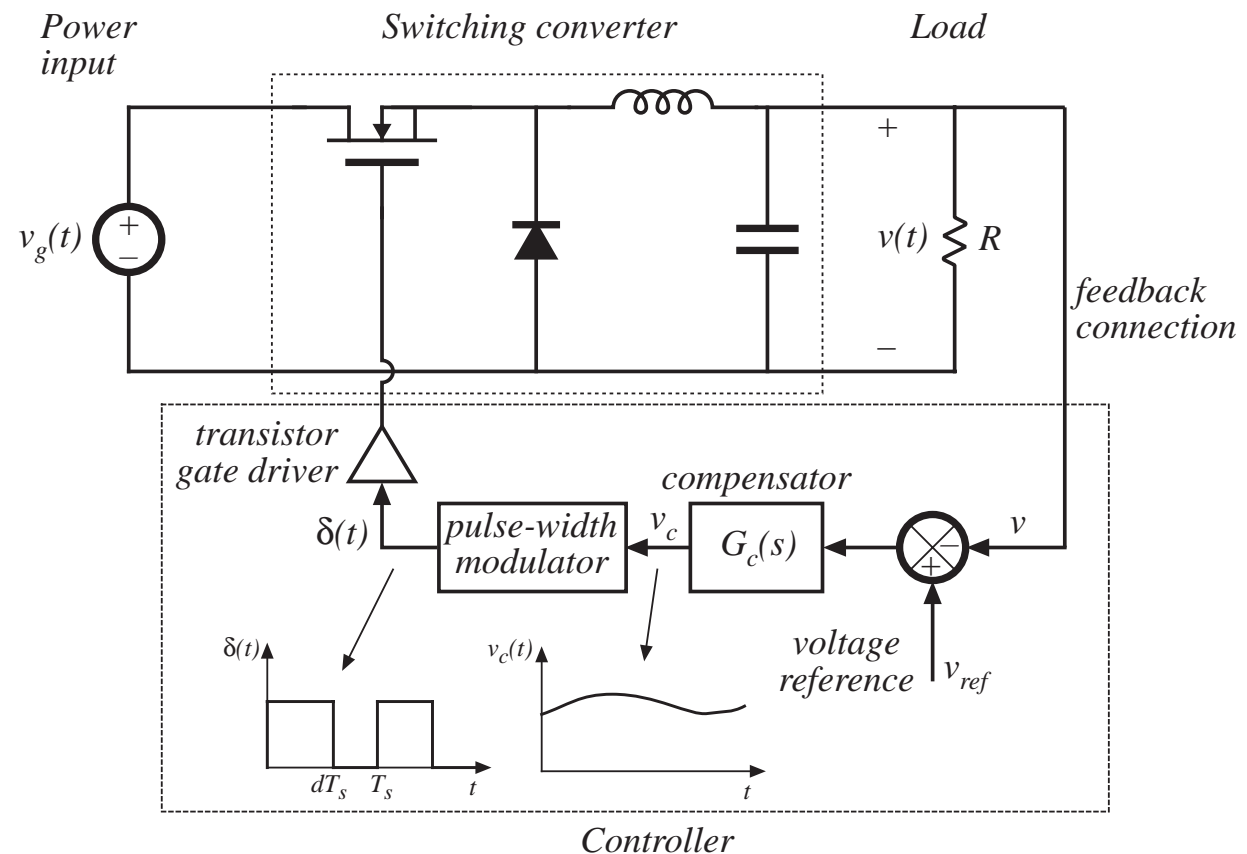 Power
input
Switching converter
Load
+
v_g(t)
+
–
v(t)
R
–
feedback
connection
transistor
gate driver
compensator
δ(t)
pulse-width
modulator
v_c
G_c(s)
–
+
v
voltage
reference
v_ref
δ(t)
dT_s
T_s
t
v_c(t)
t
Controller